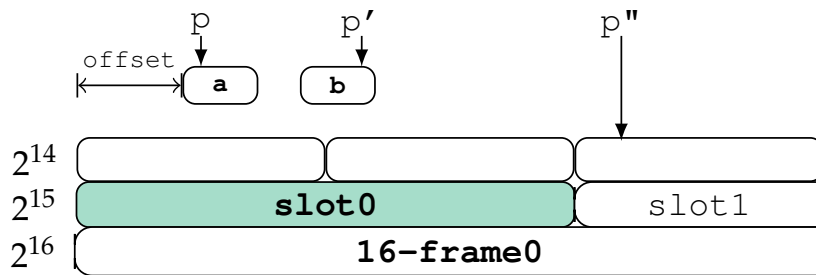 p p′ p"
offset
a b
2^14
2^15 slot0 slot1
2^16 16-frame0